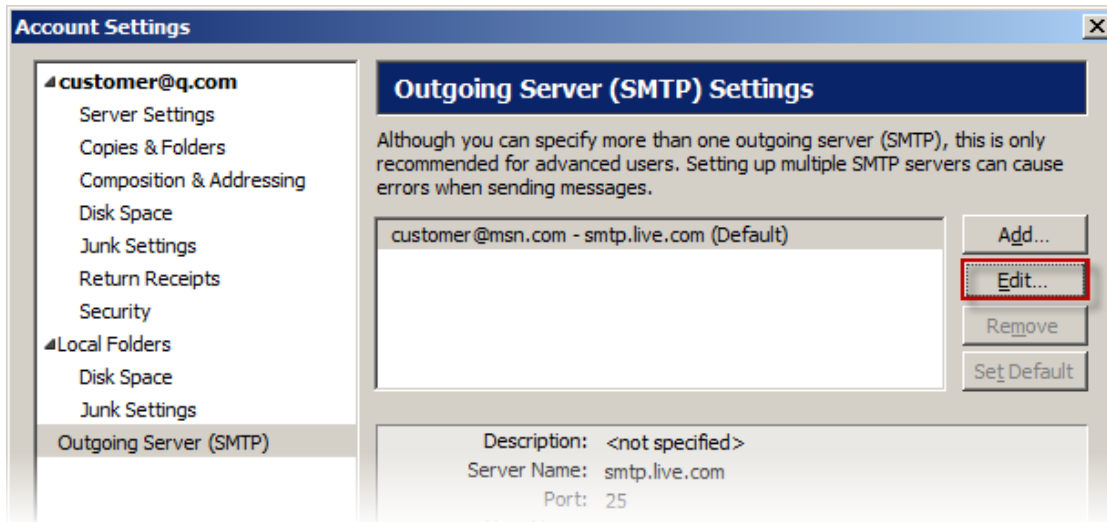 Account Settings
customer@q.com
Server Settings
Copies & Folders
Composition & Addressing
Disk Space
Junk Settings
Return Receipts
Security
Local Folders
Disk Space
Junk Settings
Outgoing Server (SMTP)
Outgoing Server (SMTP) Settings
Although you can specify more than one outgoing server (SMTP), this is only
recommended for advanced users. Setting up multiple SMTP servers can cause
errors when sending messages.
customer@msn.com - smtp.live.com (Default)
Add...
Edit...
Remove
Set Default
Description: <not specified>
Server Name: smtp.live.com
Port: 25